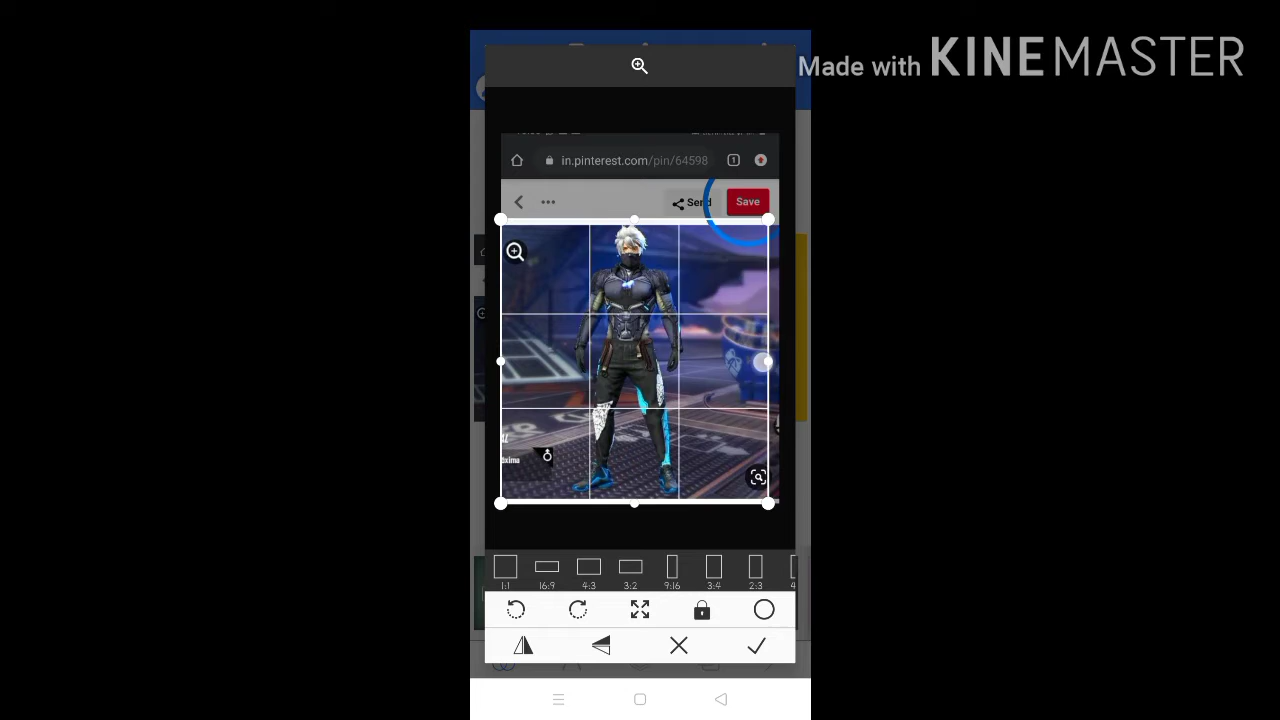 Made with KINEMASTER
in.pinterest.com/pin/64598
1
Send
Save
1:1
16:9
4:3
3:2
9:16
3:4
2:3